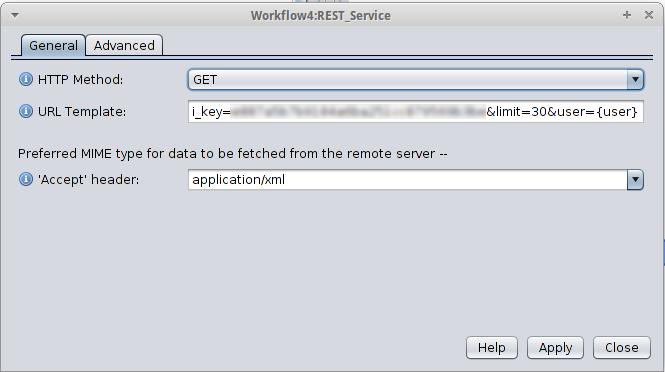 Workflow4:REST_Service
General Advanced
HTTP Method: GET
URL Template: i_key= &limit=30&user={user}
Preferred MIME type for data to be fetched from the remote server --
'Accept' header: application/xml
Help Apply Close